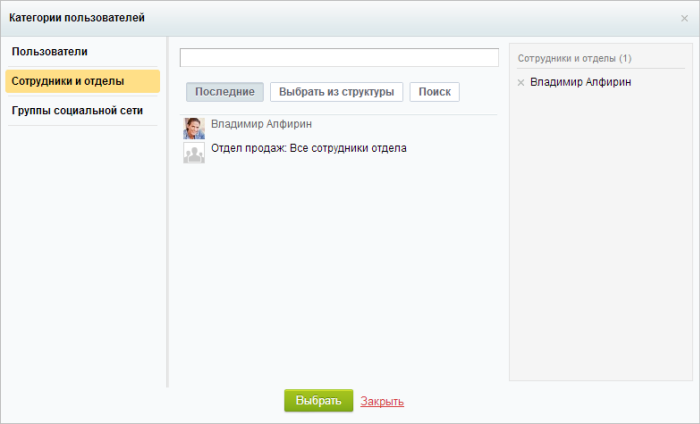 Категории пользователей
Пользователи
Сотрудники и отделы
Группы социальной сети
Последние
Выбрать из структуры
Поиск
Владимир Алфирин
Отдел продаж: Все сотрудники отдела
Сотрудники и отделы (1)
Владимир Алфирин
Выбрать
Закрыть